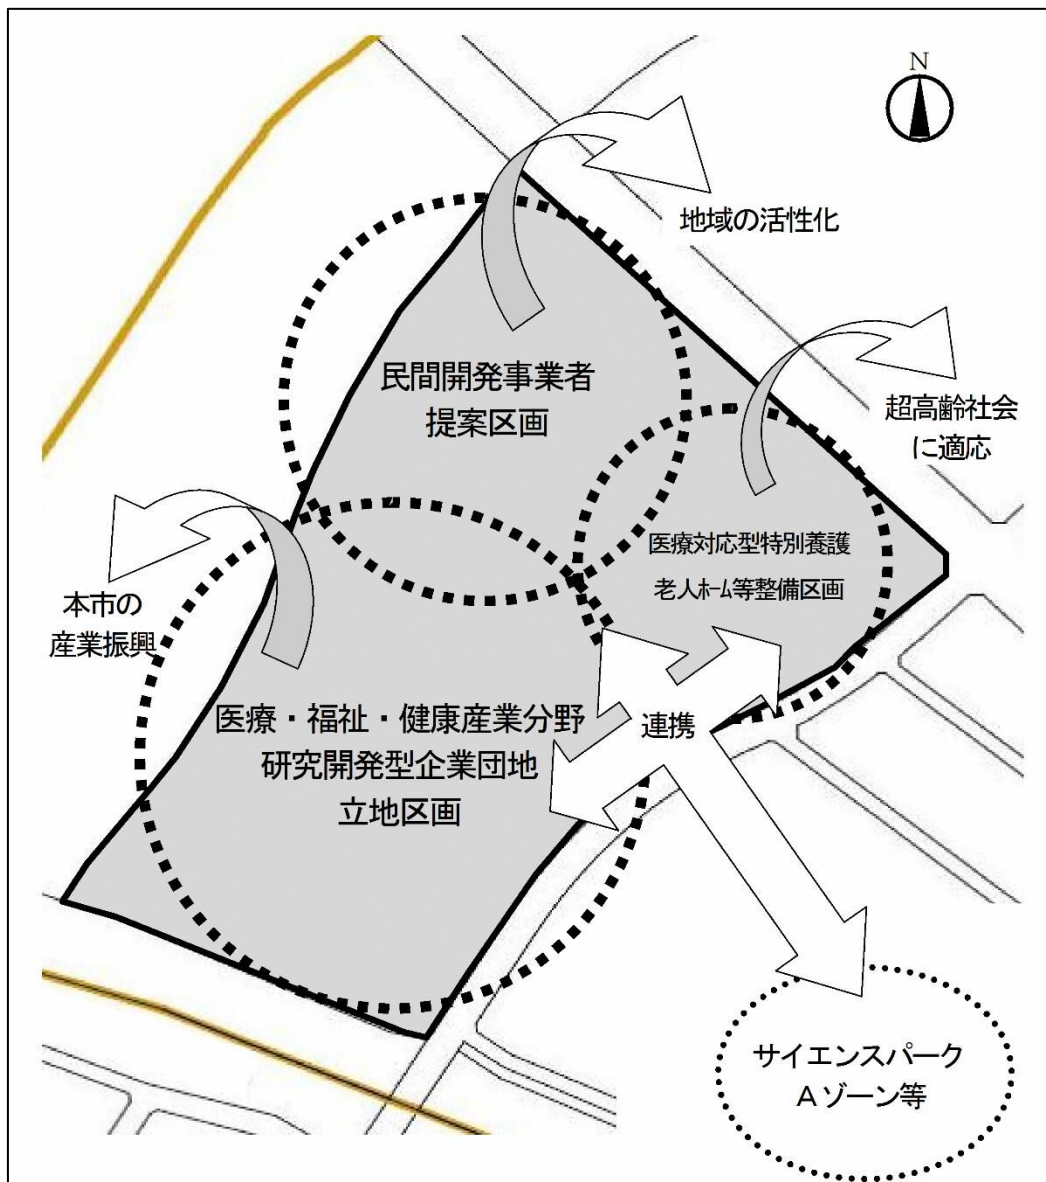 N
地域の活性化
民間開発事業者
提案区画
超高齢社会
に適応
医療対応型特別養護
老人ﾎｰﾑ等整備区画
本市の
産業振興
医療・福祉・健康産業分野
研究開発型企業団地
立地区画
連携
サイエンスパーク
Aゾーン等